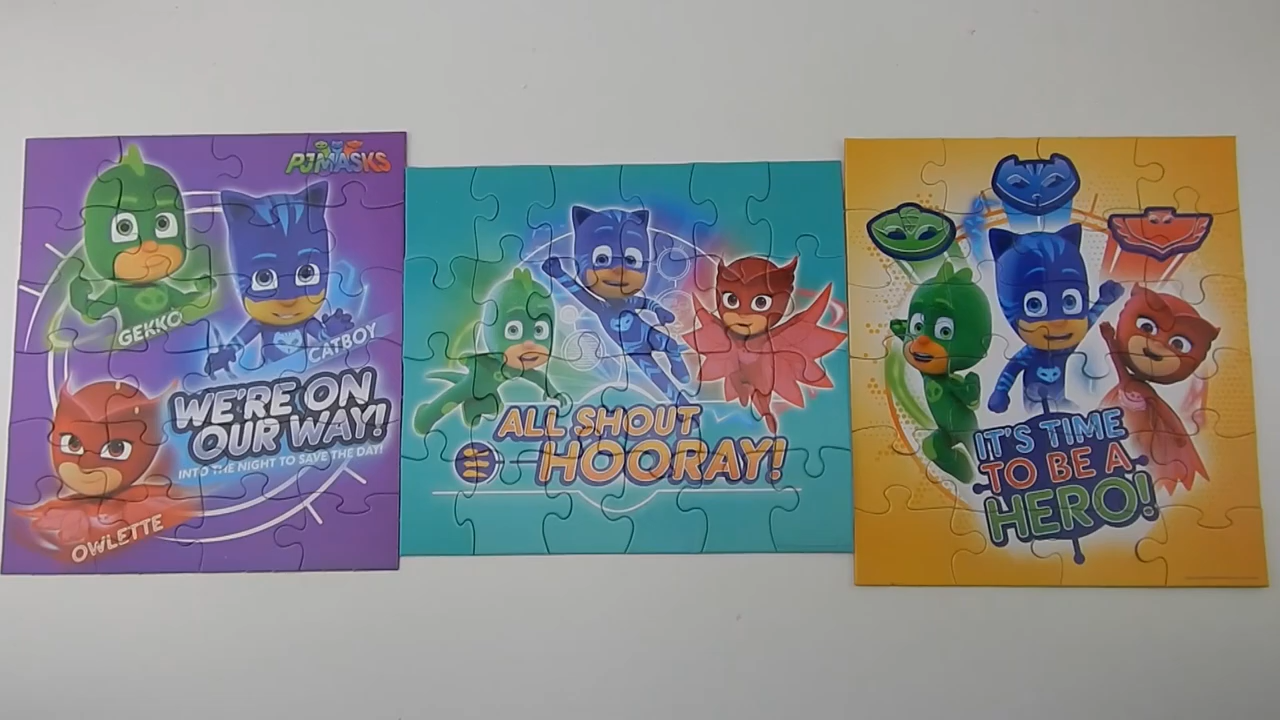 PJMASKS
GEKKO
CATBOY
WE'RE ON
OUR WAY!
INTO THE NIGHT TO SAVE THE DAY!
OWLETTE
ALL SHOUT
HOORAY!
IT'S TIME
TO BE A
HERO!